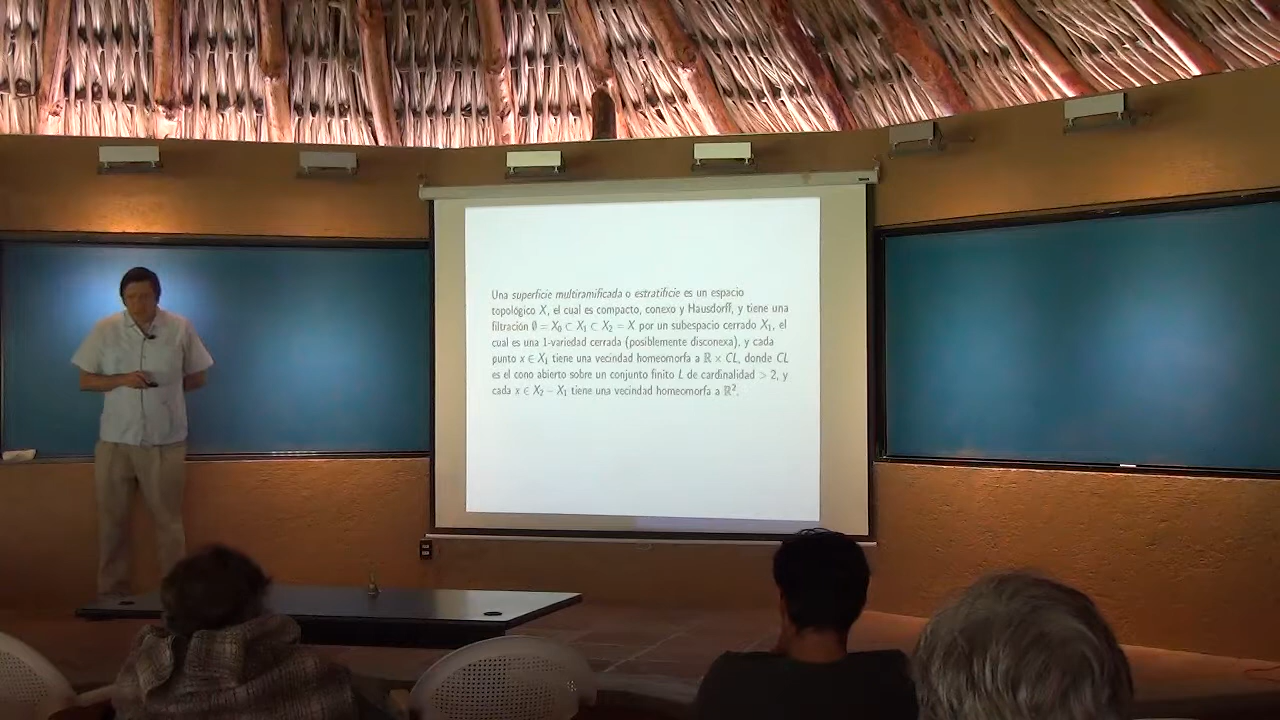 Una superficie multiramificada o estratificie es un espacio
topológico X, el cual es compacto, conexo y Hausdorff, y tiene una
filtración ∅ = X₀ ⊂ X₁ ⊂ X₂ = X por un subespacio cerrado X₁, el
cual es una 1-variedad cerrada (posiblemente disconexa), y cada
punto x ∈ X₁ tiene una vecindad homeomorfa a ℝ × CL, donde CL
es el cono abierto sobre un conjunto finito L de cardinalidad > 2, y
cada x ∈ X₂ − X₁ tiene una vecindad homeomorfa a ℝ².